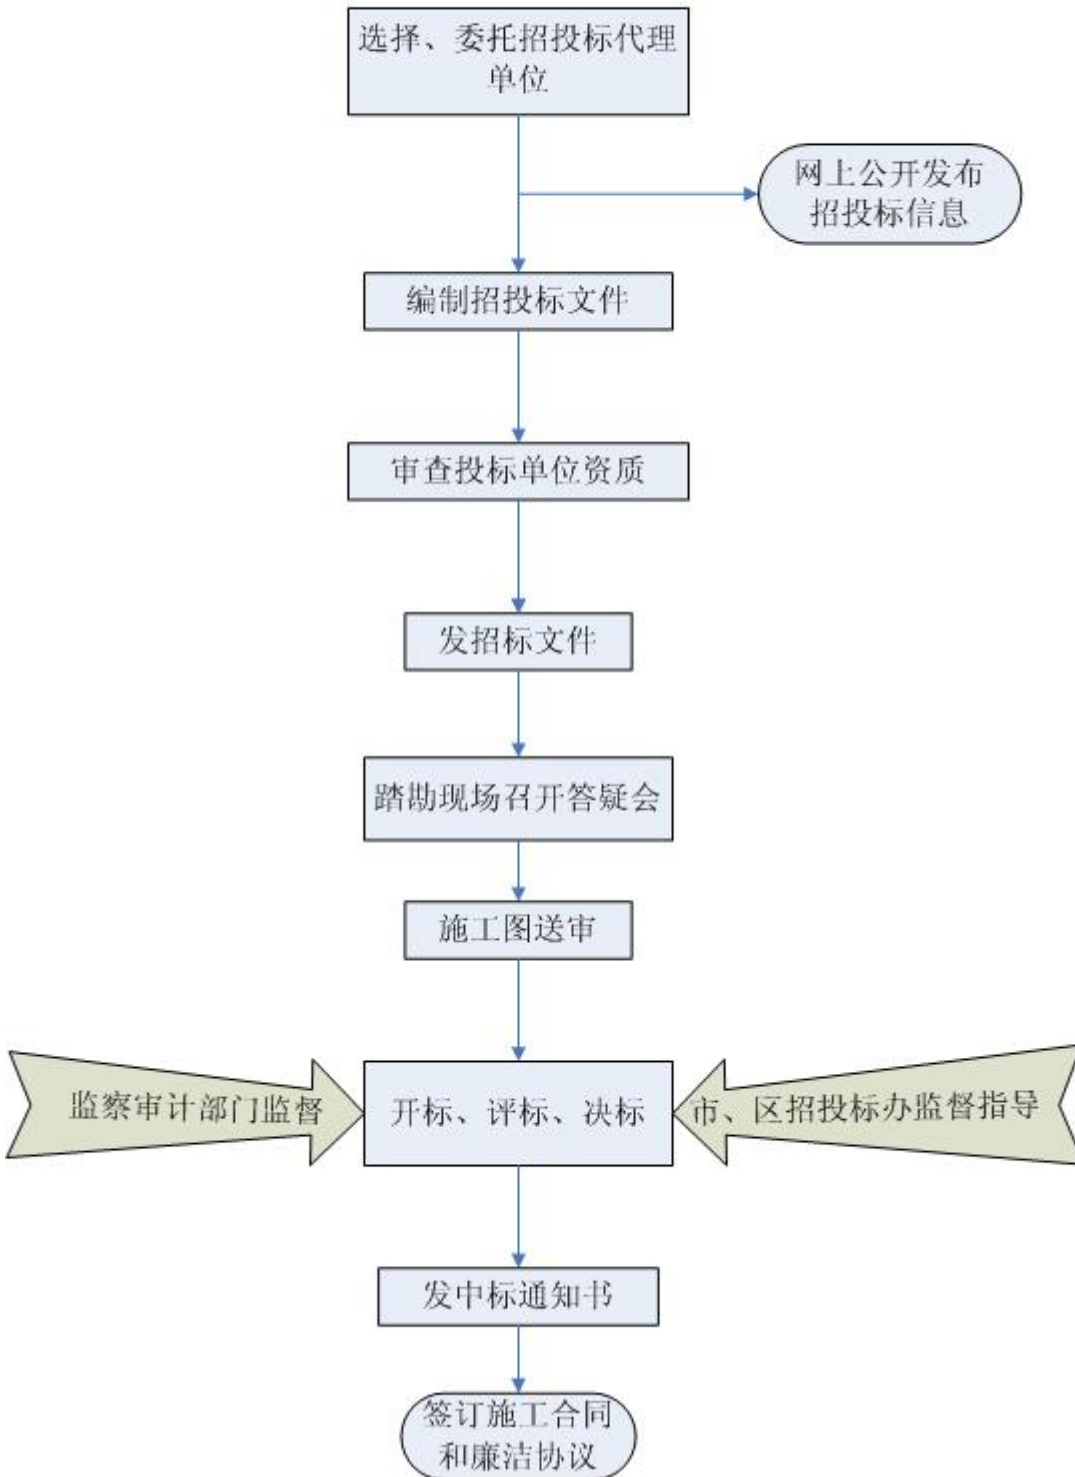 选择、委托招投标代理
单位
网上公开发布
招投标信息
编制招投标文件
审查投标单位资质
发招标文件
踏勘现场召开答疑会
施工图送审
监察审计部门监督
开标、评标、决标
市、区招投标办监督指导
发中标通知书
签订施工合同
和廉洁协议